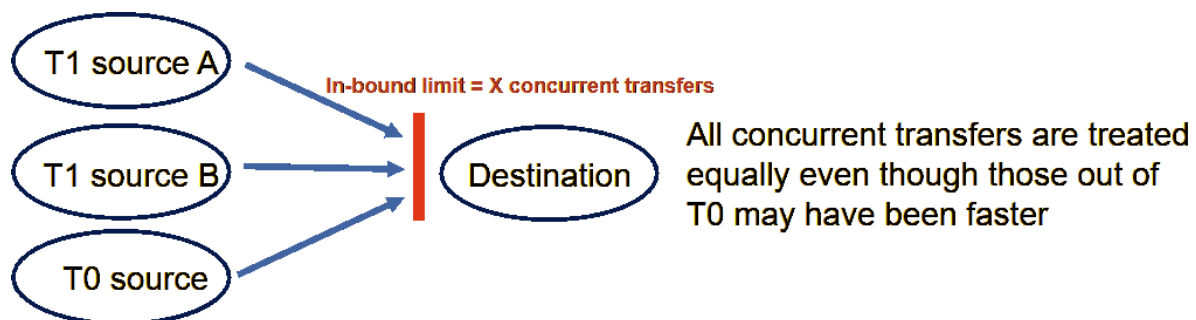 T1 source A
In-bound limit = X concurrent transfers
T1 source B
T0 source
Destination
All concurrent transfers are treated
equally even though those out of
T0 may have been faster